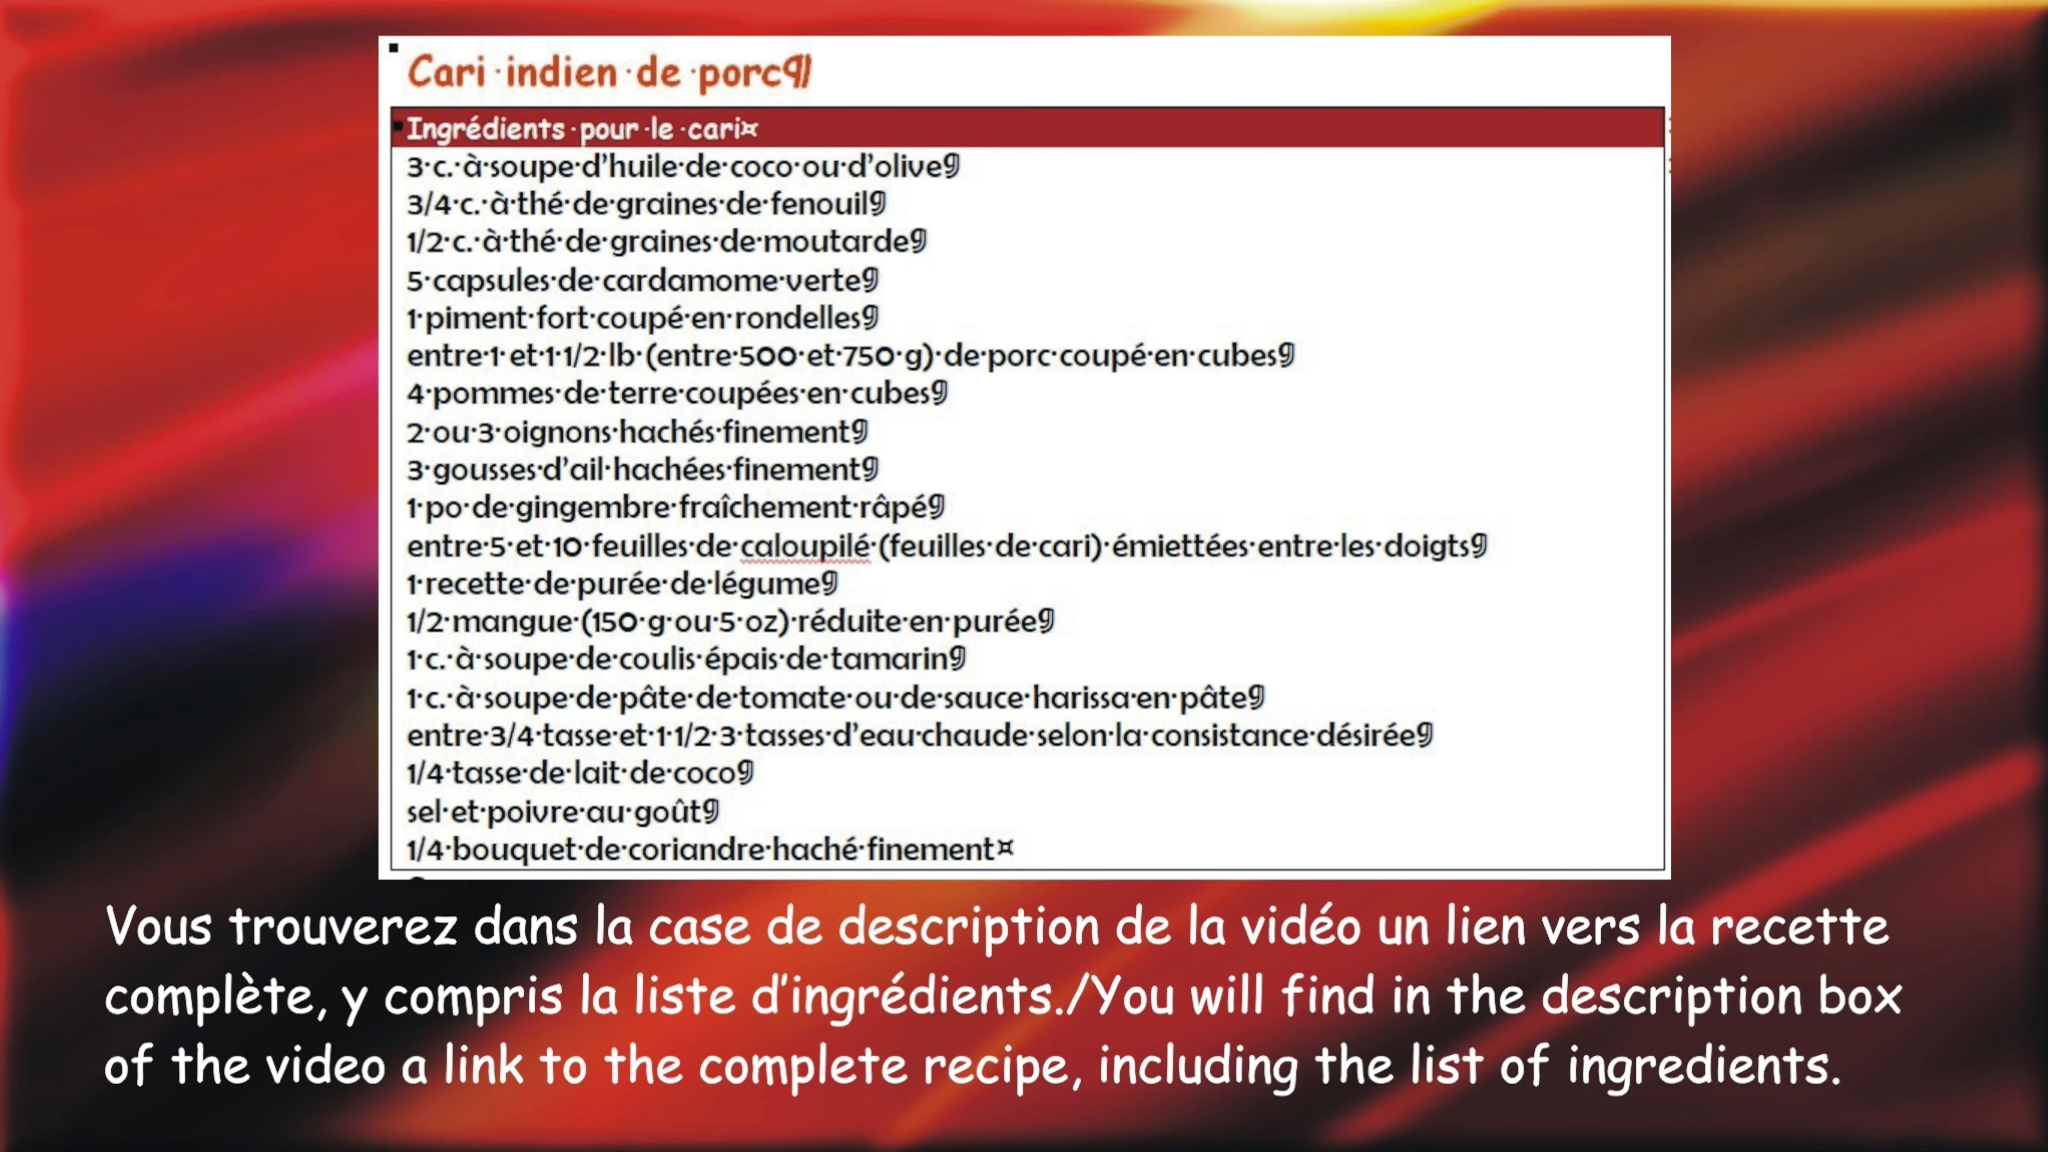 Cari indien de porc¶
Ingrédients pour le cari¤
3 c. à soupe d’huile de coco ou d’olive¶
3/4 c. à thé de graines de fenouil¶
1/2 c. à thé de graines de moutarde¶
5 capsules de cardamome verte¶
1 piment fort coupé en rondelles¶
entre 1 et 1 1/2 lb (entre 500 et 750 g) de porc coupé en cubes¶
4 pommes de terre coupées en cubes¶
2 ou 3 oignons hachés finement¶
3 gousses d’ail hachées finement¶
1 po de gingembre fraîchement râpé¶
entre 5 et 10 feuilles de caloupilé (feuilles de cari) émiettées entre les doigts¶
1 recette de purée de légume¶
1/2 mangue (150 g ou 5 oz) réduite en purée¶
1 c. à soupe de coulis épais de tamarin¶
1 c. à soupe de pâte de tomate ou de sauce harissa en pâte¶
entre 3/4 tasse et 1 1/2 3 tasses d’eau chaude selon la consistance désirée¶
1/4 tasse de lait de coco¶
sel et poivre au goût¶
1/4 bouquet de coriandre haché finement¤
Vous trouverez dans la case de description de la vidéo un lien vers la recette
complète, y compris la liste d’ingrédients./You will find in the description box
of the video a link to the complete recipe, including the list of ingredients.